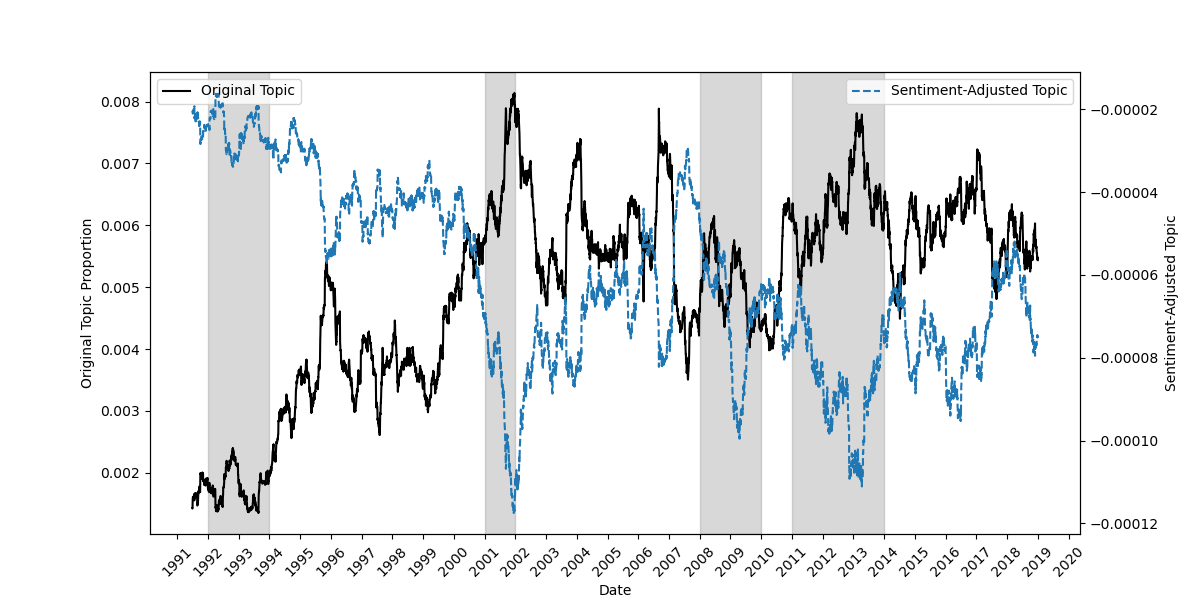 Original Topic
Sentiment-Adjusted Topic
Original Topic Proportion
0.008
0.007
0.006
0.005
0.004
0.003
0.002
−0.00002
−0.00004
−0.00006
−0.00008
−0.00010
−0.00012
Sentiment-Adjusted Topic
1991 1992 1993 1994 1995 1996 1997 1998 1999 2000 2001 2002 2003 2004 2005 2006 2007 2008 2009 2010 2011 2012 2013 2014 2015 2016 2017 2018 2019 2020
Date